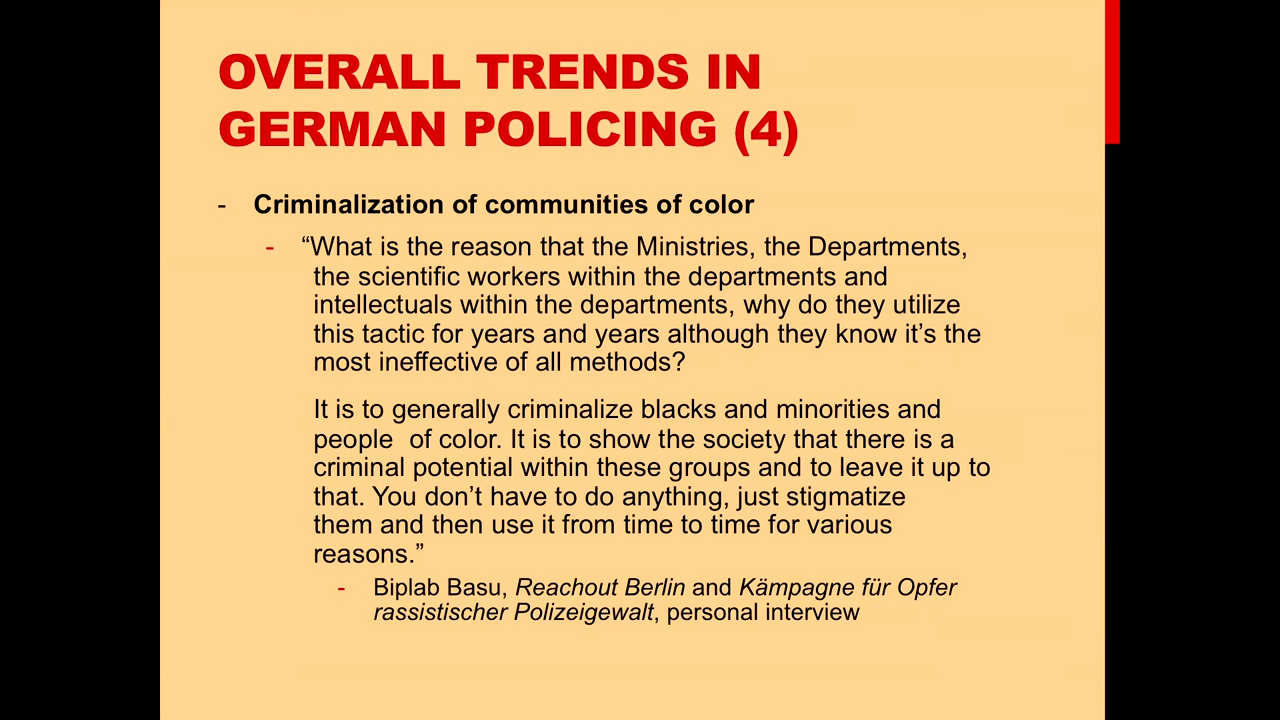 OVERALL TRENDS IN
GERMAN POLICING (4)
- Criminalization of communities of color
- “What is the reason that the Ministries, the Departments,
the scientific workers within the departments and
intellectuals within the departments, why do they utilize
this tactic for years and years although they know it’s the
most ineffective of all methods?
It is to generally criminalize blacks and minorities and
people  of color. It is to show the society that there is a
criminal potential within these groups and to leave it up to
that. You don’t have to do anything, just stigmatize
them and then use it from time to time for various
reasons.”
- Biplab Basu, Reachout Berlin and Kämpagne für Opfer
rassistischer Polizeigewalt, personal interview